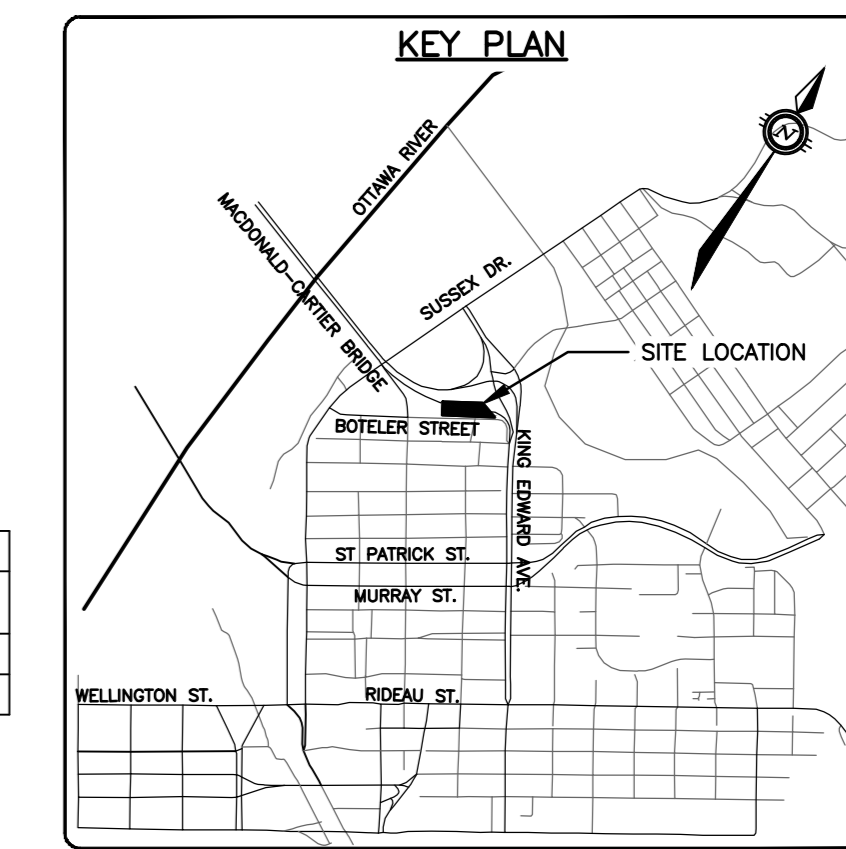 KEY PLAN
OTTAWA RIVER
N
MACDONALD-CARTIER BRIDGE
SUSSEX DR.
SITE LOCATION
BOTELER STREET
KING EDWARD AVE.
ST PATRICK ST.
MURRAY ST.
WELLINGTON ST.
RIDEAU ST.